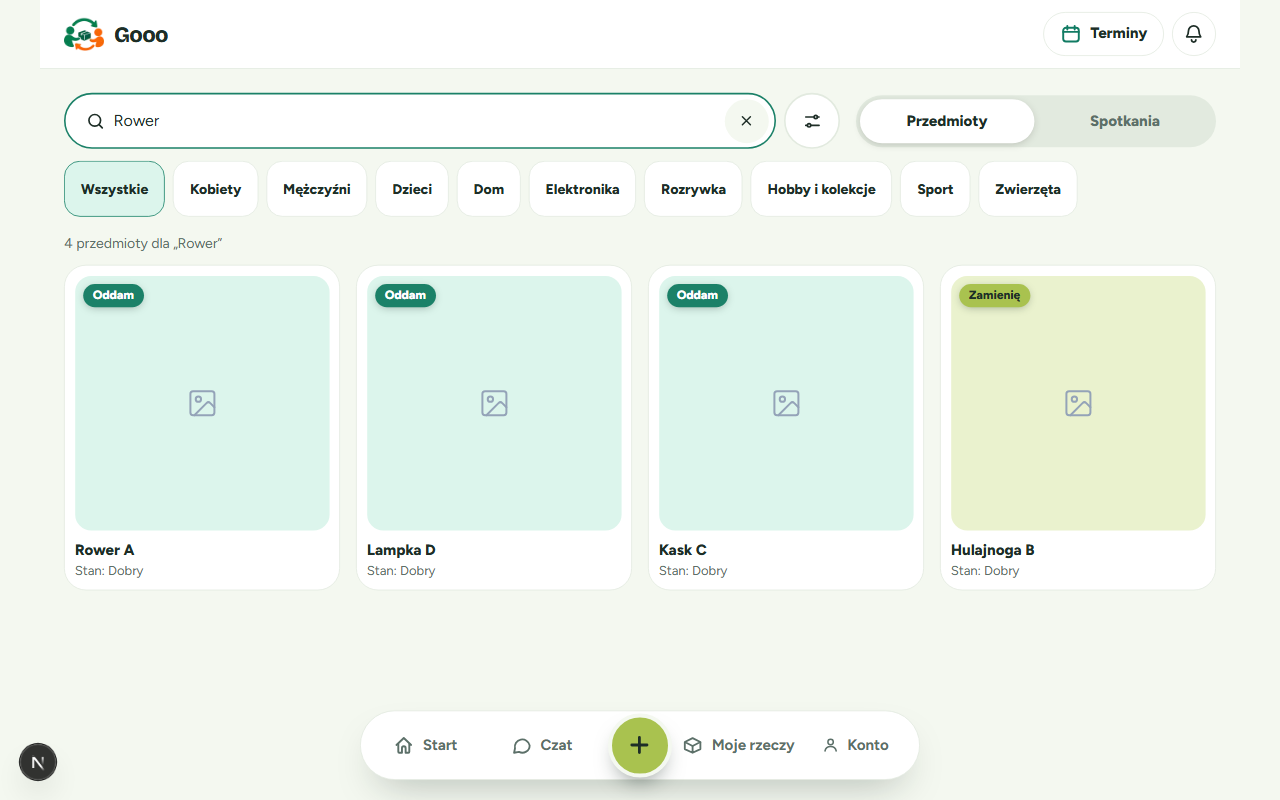 Gooo
Terminy
Rower
Przedmioty
Spotkania
Wszystkie
Kobiety
Mężczyźni
Dzieci
Dom
Elektronika
Rozrywka
Hobby i kolekcje
Sport
Zwierzęta
4 przedmioty dla „Rower”
Oddam
Oddam
Oddam
Zamienię
Rower A
Stan: Dobry
Lampka D
Stan: Dobry
Kask C
Stan: Dobry
Hulajnoga B
Stan: Dobry
Start
Czat
Moje rzeczy
Konto
N